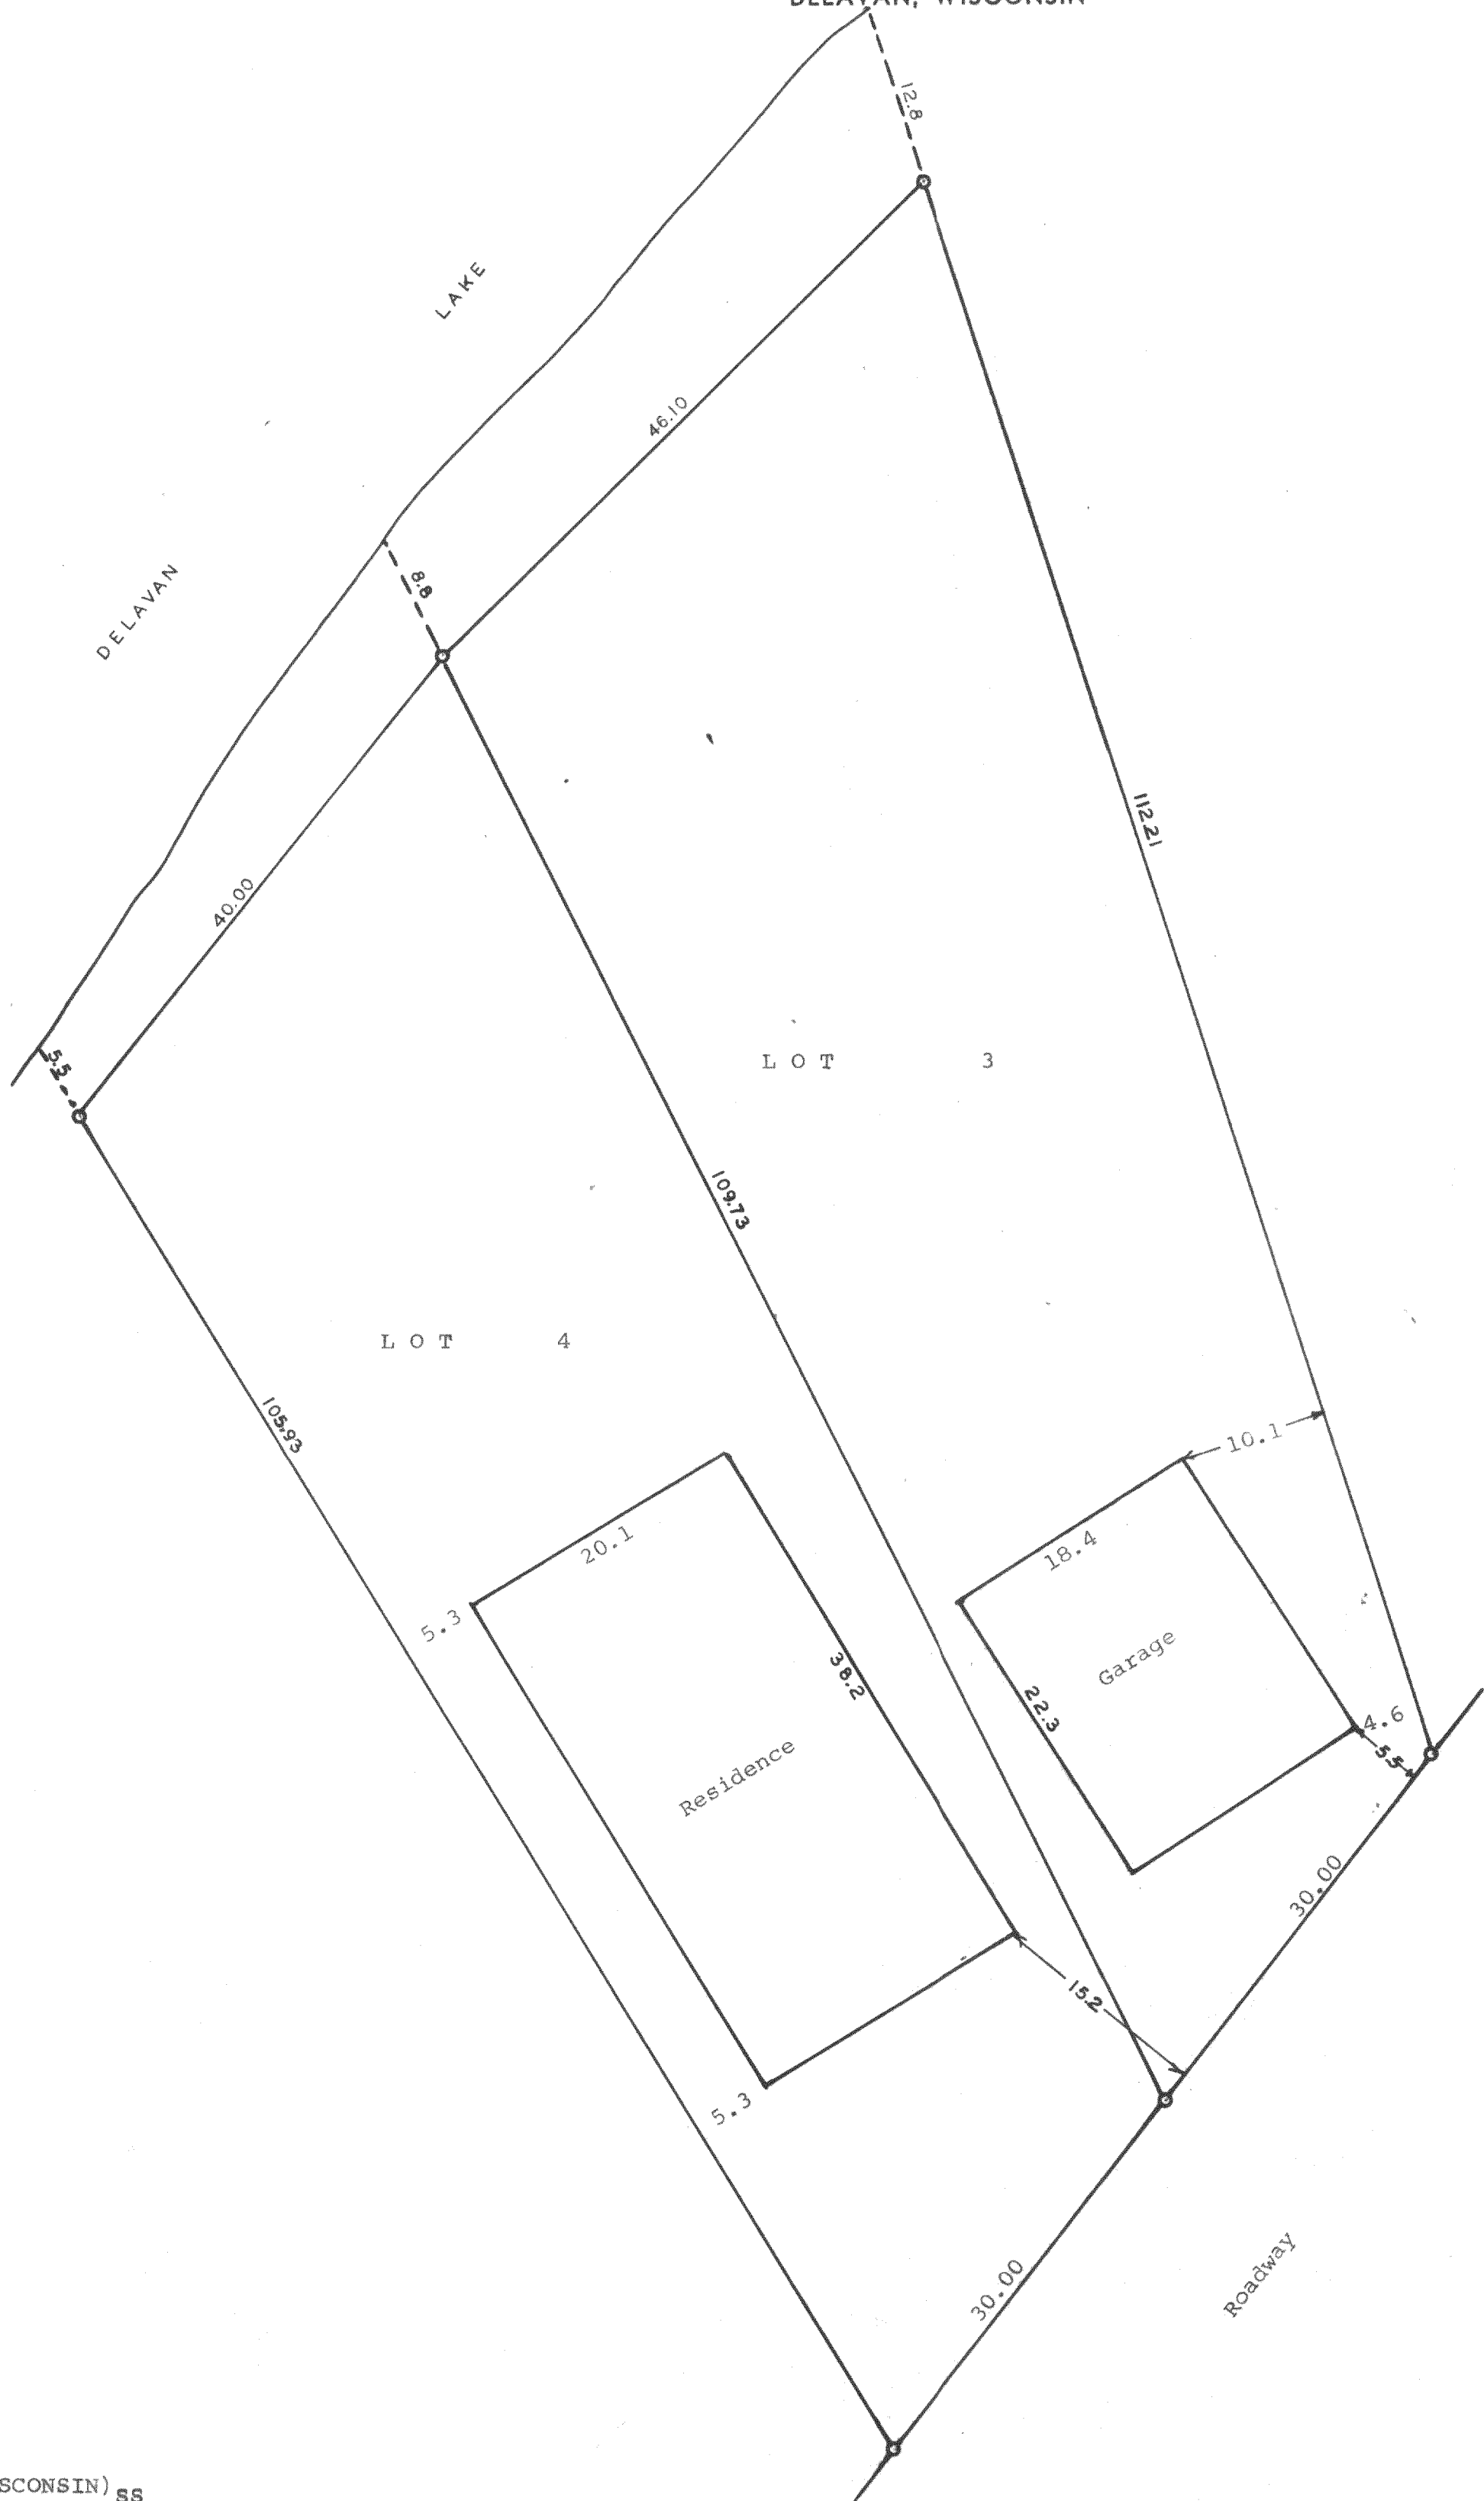 DELAVAN, WISCONSIN
12.8
LAKE
46.10
8.8
DELAVAN
112.21
40.00
5.5
LOT 3
109.73
LOT 4
105.93
10.1
20.1
18.4
5.3
Garage
38.2
22.3
4.6
5.5
Residence
30.00
15.2
5.3
Roadway
30.00
SCONSIN) SS